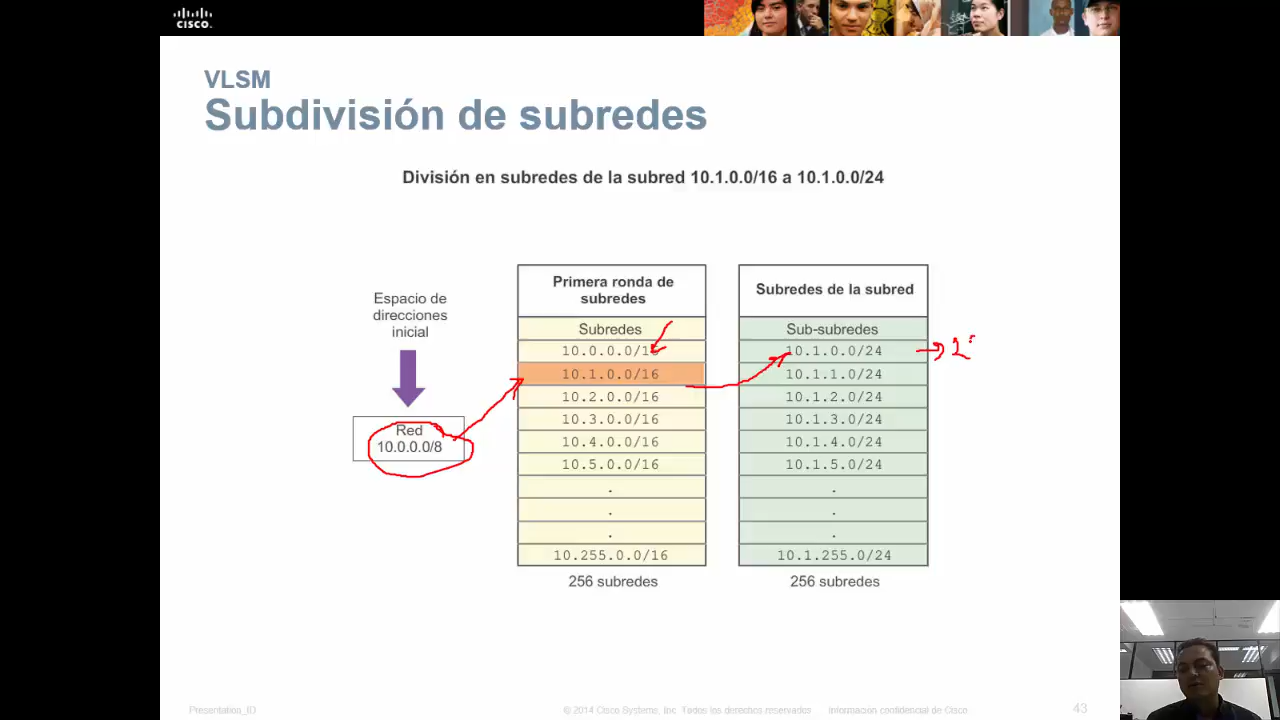 CISCO
VLSM
Subdivisión de subredes
División en subredes de la subred 10.1.0.0/16 a 10.1.0.0/24
Espacio de
direcciones
inicial
Red
10.0.0.0/8
Primera ronda de
subredes
Subredes
10.0.0.0/16
10.1.0.0/16
10.2.0.0/16
10.3.0.0/16
10.4.0.0/16
10.5.0.0/16
.
.
.
10.255.0.0/16
256 subredes
Subredes de la subred
Sub-subredes
10.1.0.0/24
10.1.1.0/24
10.1.2.0/24
10.1.3.0/24
10.1.4.0/24
10.1.5.0/24
.
.
.
10.1.255.0/24
256 subredes
Presentation_ID
© 2014 Cisco Systems, Inc. Todos los derechos reservados.
Información confidencial de Cisco
43